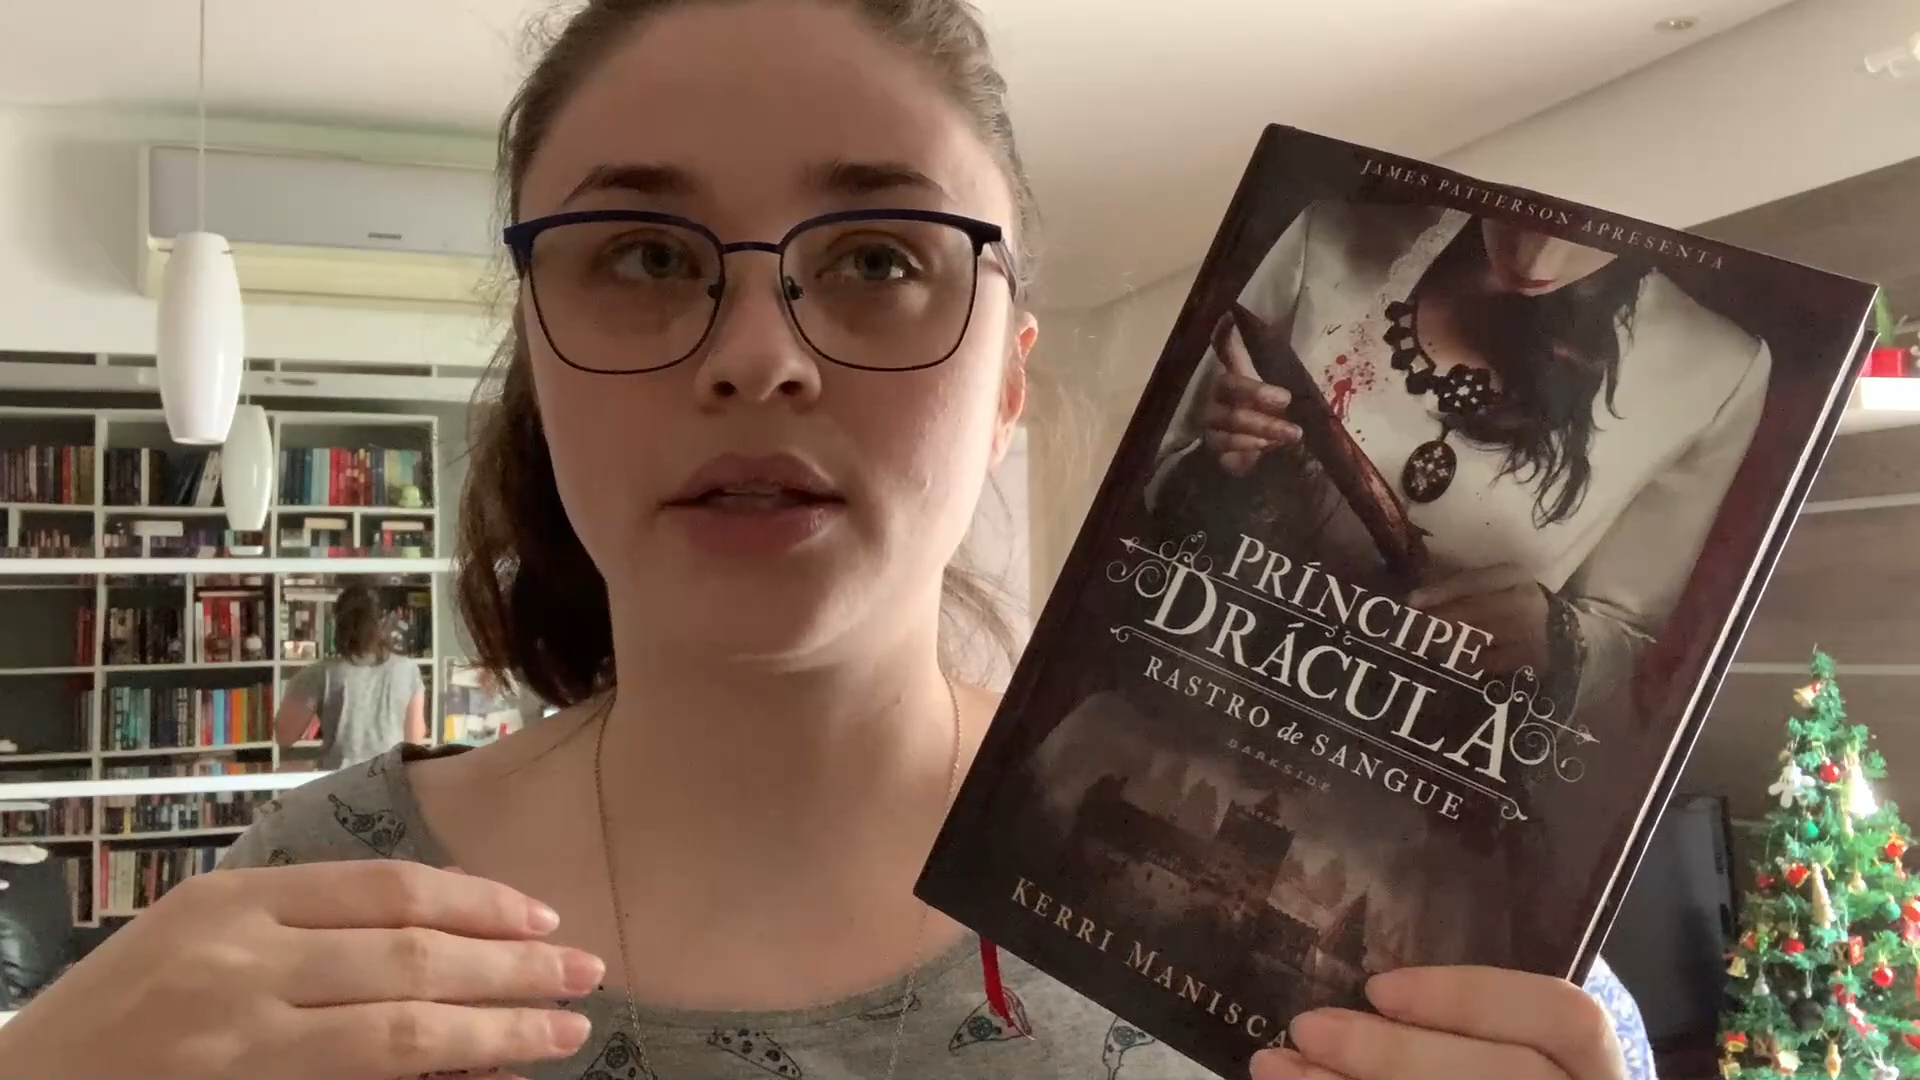 JAMES PATTERSON APRESENTA
PRÍNCIPE
DRÁCULA
RASTRO de SANGUE
DARKSIDE
KERRI MANISCA